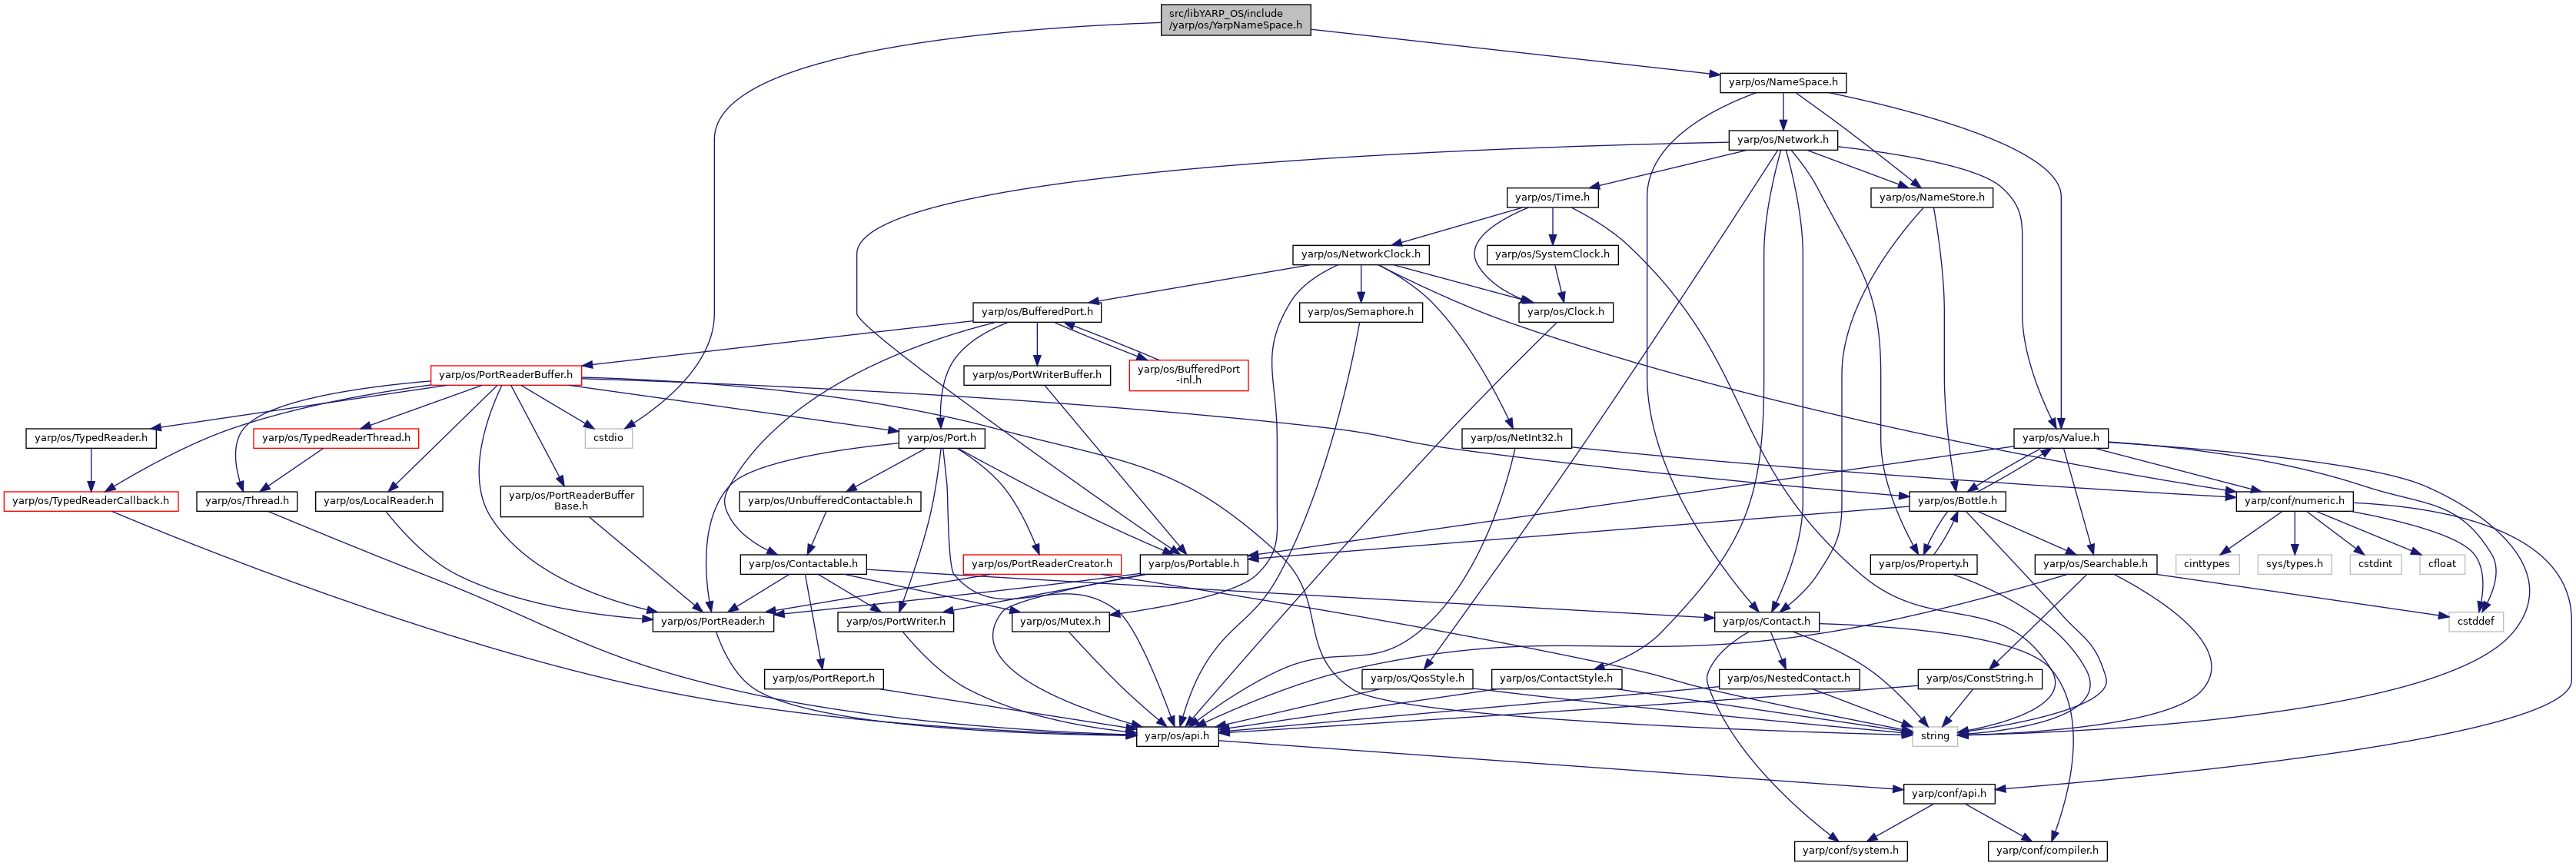 src/libYARP_OS/include
/yarp/os/YarpNameSpace.h
yarp/os/NameSpace.h
yarp/os/Network.h
yarp/os/Time.h
yarp/os/NameStore.h
yarp/os/NetworkClock.h
yarp/os/SystemClock.h
yarp/os/BufferedPort.h
yarp/os/Semaphore.h
yarp/os/Clock.h
yarp/os/PortReaderBuffer.h
yarp/os/PortWriterBuffer.h
yarp/os/BufferedPort
-inl.h
yarp/os/TypedReader.h
yarp/os/TypedReaderThread.h
cstdio
yarp/os/Port.h
yarp/os/NetInt32.h
yarp/os/Value.h
yarp/os/TypedReaderCallback.h
yarp/os/Thread.h
yarp/os/LocalReader.h
yarp/os/PortReaderBuffer
Base.h
yarp/os/UnbufferedContactable.h
yarp/os/Bottle.h
yarp/conf/numeric.h
yarp/os/Contactable.h
yarp/os/PortReaderCreator.h
yarp/os/Portable.h
yarp/os/Property.h
yarp/os/Searchable.h
cinttypes
sys/types.h
cstdint
cfloat
yarp/os/PortReader.h
yarp/os/PortWriter.h
yarp/os/Mutex.h
yarp/os/Contact.h
cstddef
yarp/os/PortReport.h
yarp/os/QosStyle.h
yarp/os/ContactStyle.h
yarp/os/NestedContact.h
yarp/os/ConstString.h
yarp/os/api.h
string
yarp/conf/api.h
yarp/conf/system.h
yarp/conf/compiler.h